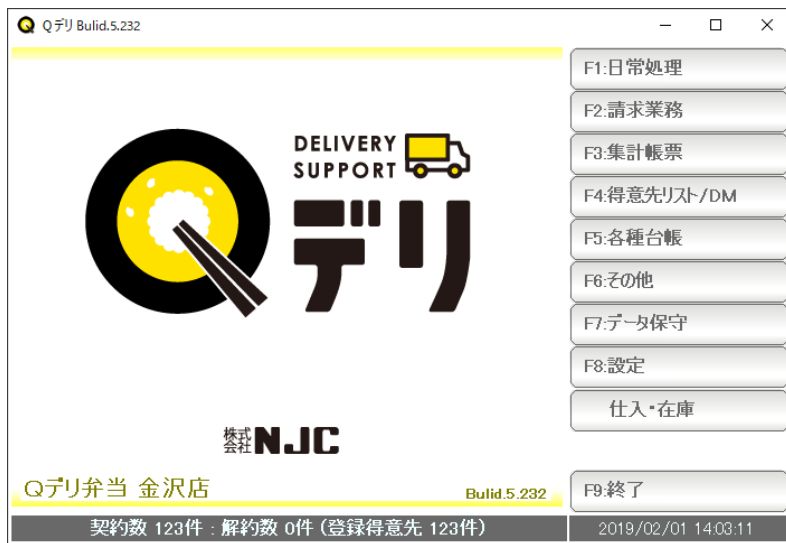 Qデリ Bulid.5.232
DELIVERY
SUPPORT
Qデリ
株式会社NJC
Qデリ弁当 金沢店
Bulid.5.232
契約数 123件 : 解約数 0件 (登録得意先 123件)
F1:日常処理
F2:請求業務
F3:集計帳票
F4:得意先リスト/DM
F5:各種台帳
F6:その他
F7:データ保守
F8:設定
仕入・在庫
F9:終了
2019/02/01 14:03:11